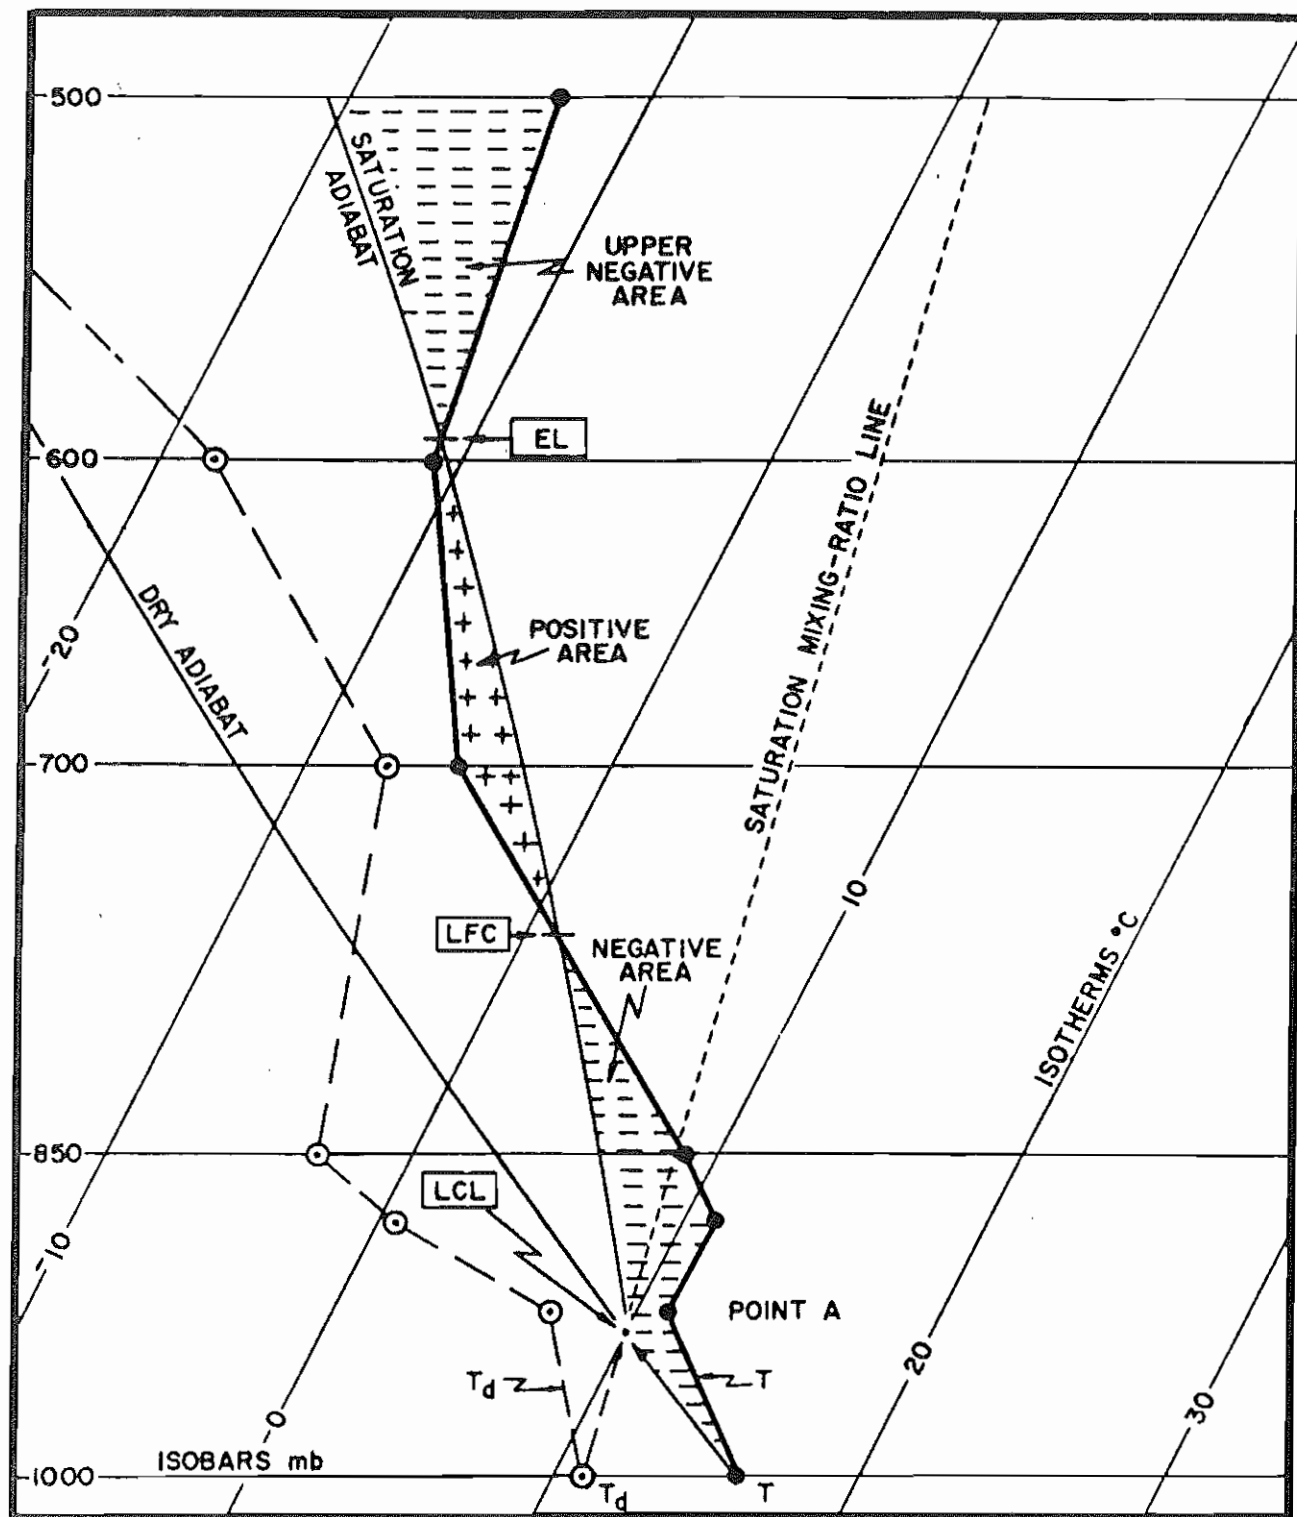 500
SATURATION
ADIABAT
UPPER
NEGATIVE
AREA
EL
600
SATURATION MIXING-RATIO LINE
20
DRY ADIABAT
POSITIVE
AREA
700
10
LFC
NEGATIVE
AREA
ISOTHERMS °C
850
LCL
-10
POINT A
Td
T
20
0
30
ISOBARS mb
1000
Td
T